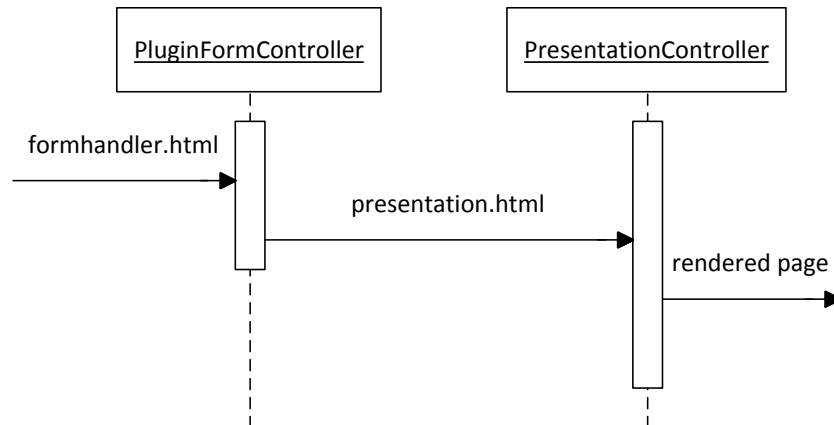 PluginFormController
PresentationController
formhandler.html
presentation.html
rendered page